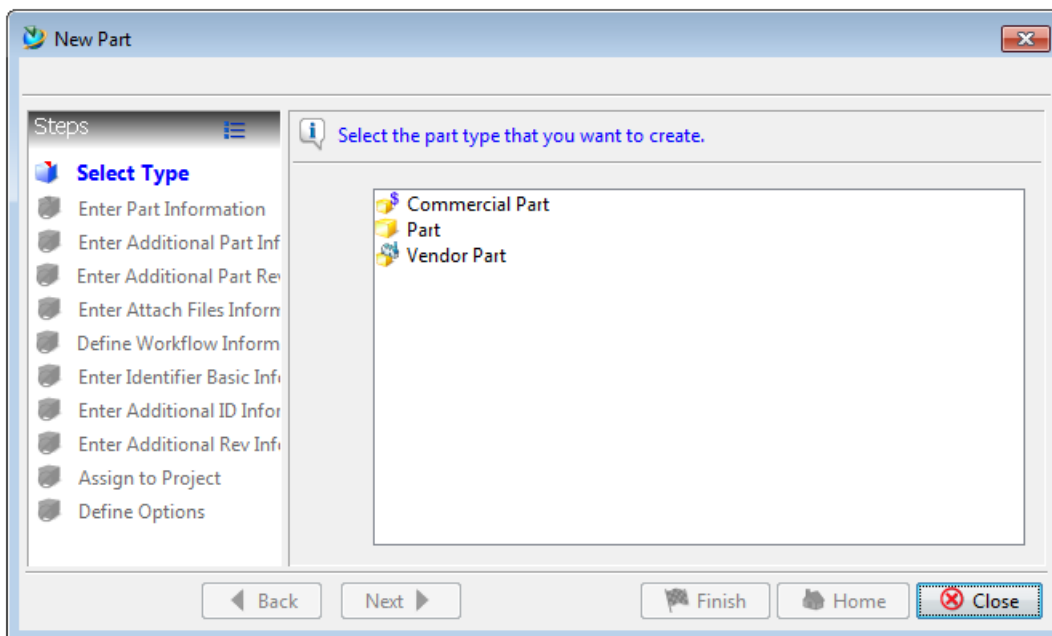 New Part
Steps
Select Type
Enter Part Information
Enter Additional Part Inf
Enter Additional Part Re
Enter Attach Files Inform
Define Workflow Inform
Enter Identifier Basic Inf
Enter Additional ID Infor
Enter Additional Rev Inf
Assign to Project
Define Options
Select the part type that you want to create.
Commercial Part
Part
Vendor Part
Back
Next
Finish
Home
Close